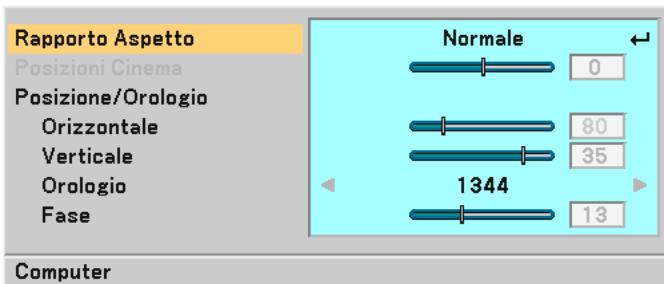 Rapporto Aspetto Normale
Posizioni Cinema 0
Posizione/Orologio
Orizzontale 80
Verticale 35
Orologio 1344
Fase 13
Computer